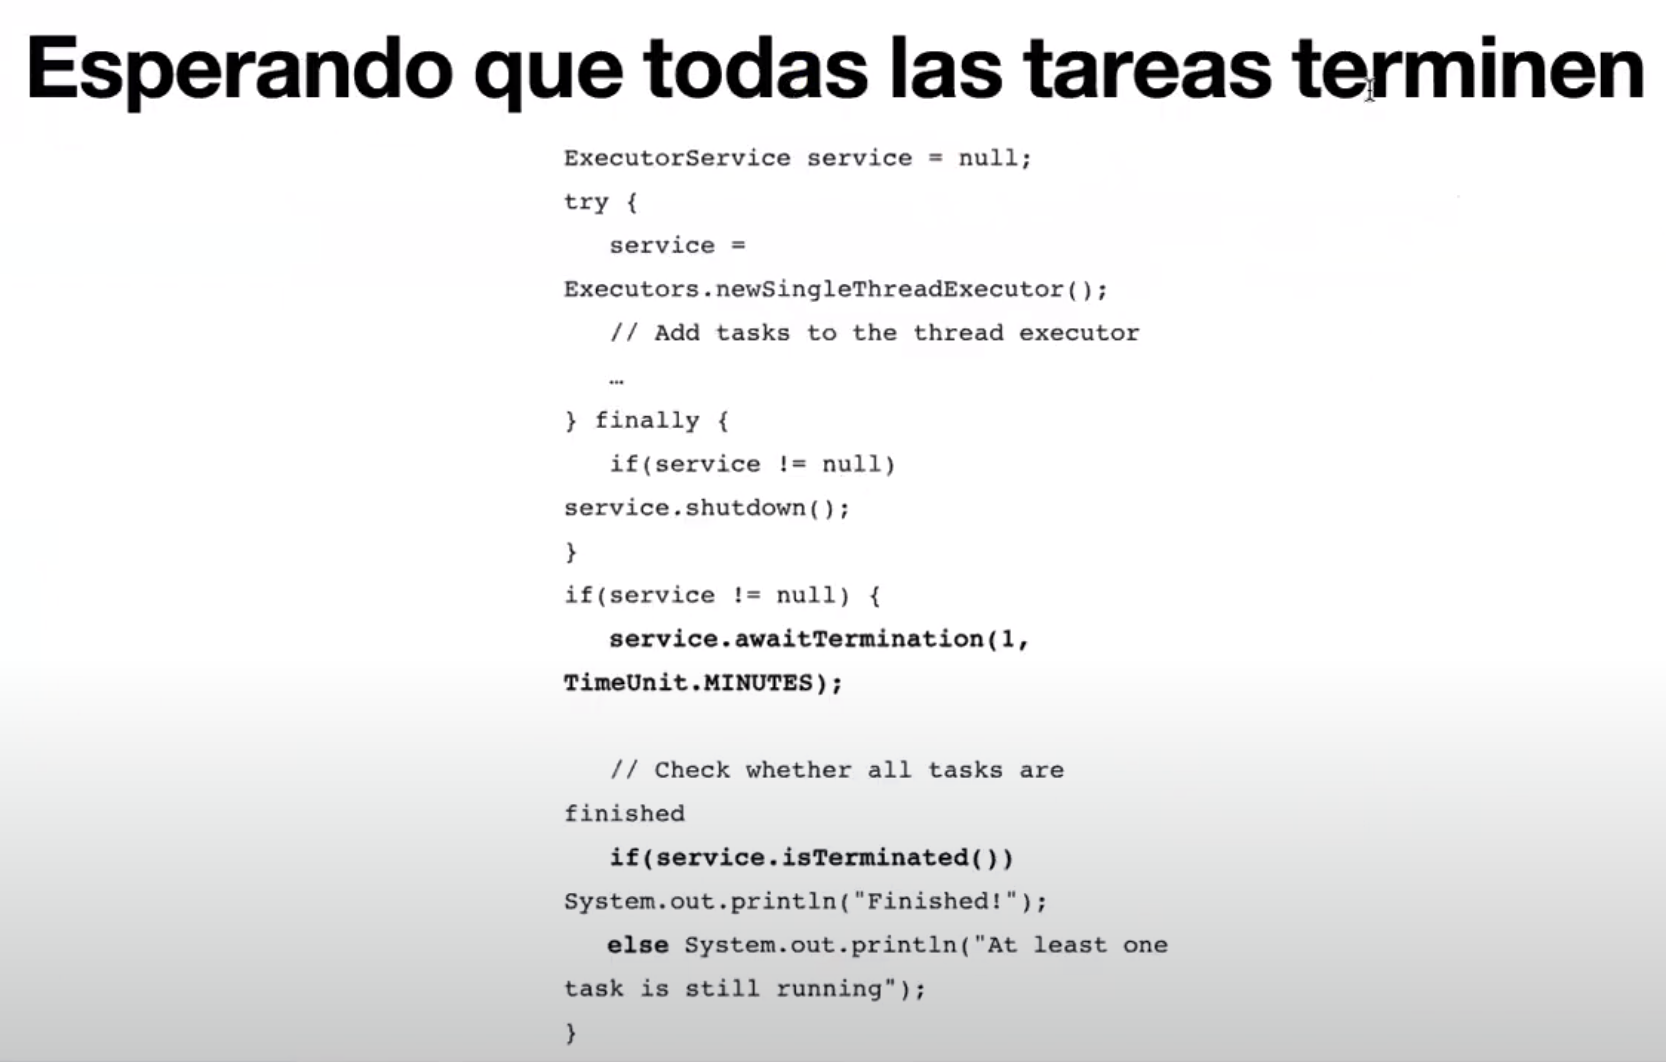 Esperando que todas las tareas terminen
ExecutorService service = null;
try {
service =
Executors.newSingleThreadExecutor();
// Add tasks to the thread executor
…
} finally {
if(service != null)
service.shutdown();
}
if(service != null) {
service.awaitTermination(1,
TimeUnit.MINUTES);
// Check whether all tasks are
finished
if(service.isTerminated())
System.out.println("Finished!");
else System.out.println("At least one
task is still running");
}